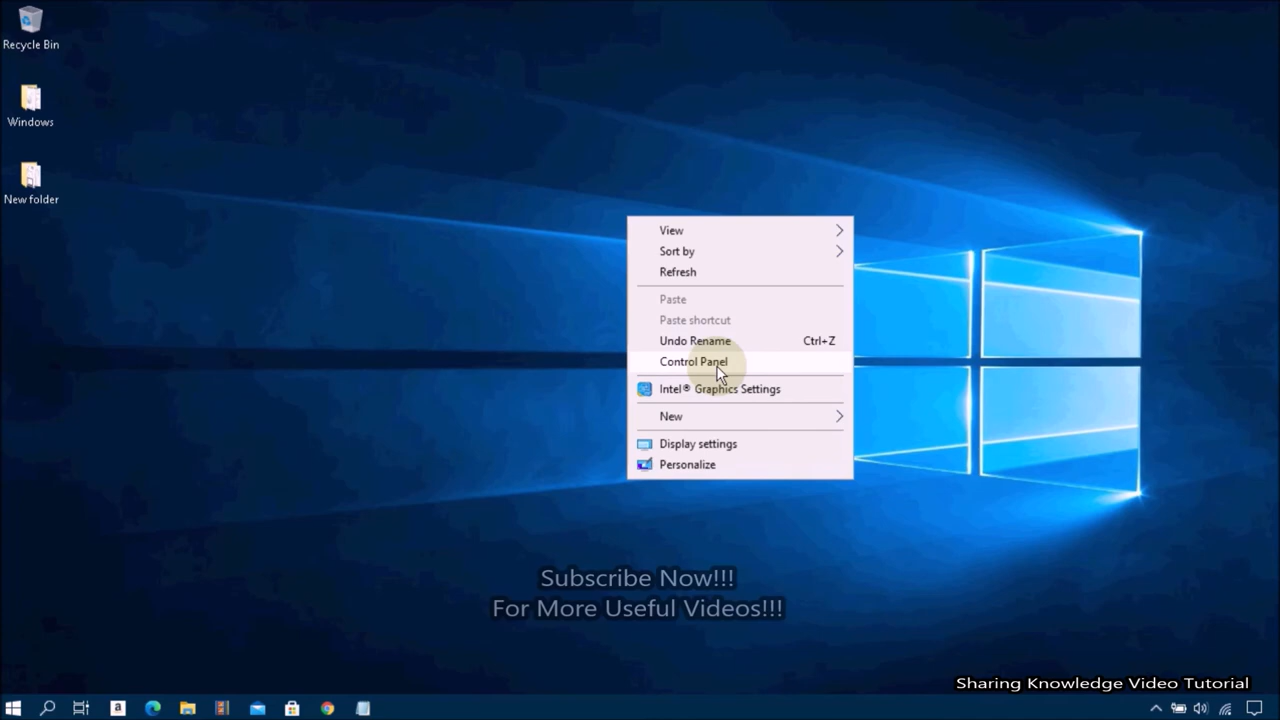 Recycle Bin
Windows
New folder
View
Sort by
Refresh
Paste
Paste shortcut
Undo Rename Ctrl+Z
Control Panel
Intel® Graphics Settings
New
Display settings
Personalize
Subscribe Now!!!
For More Useful Videos!!!
Sharing Knowledge Video Tutorial
a